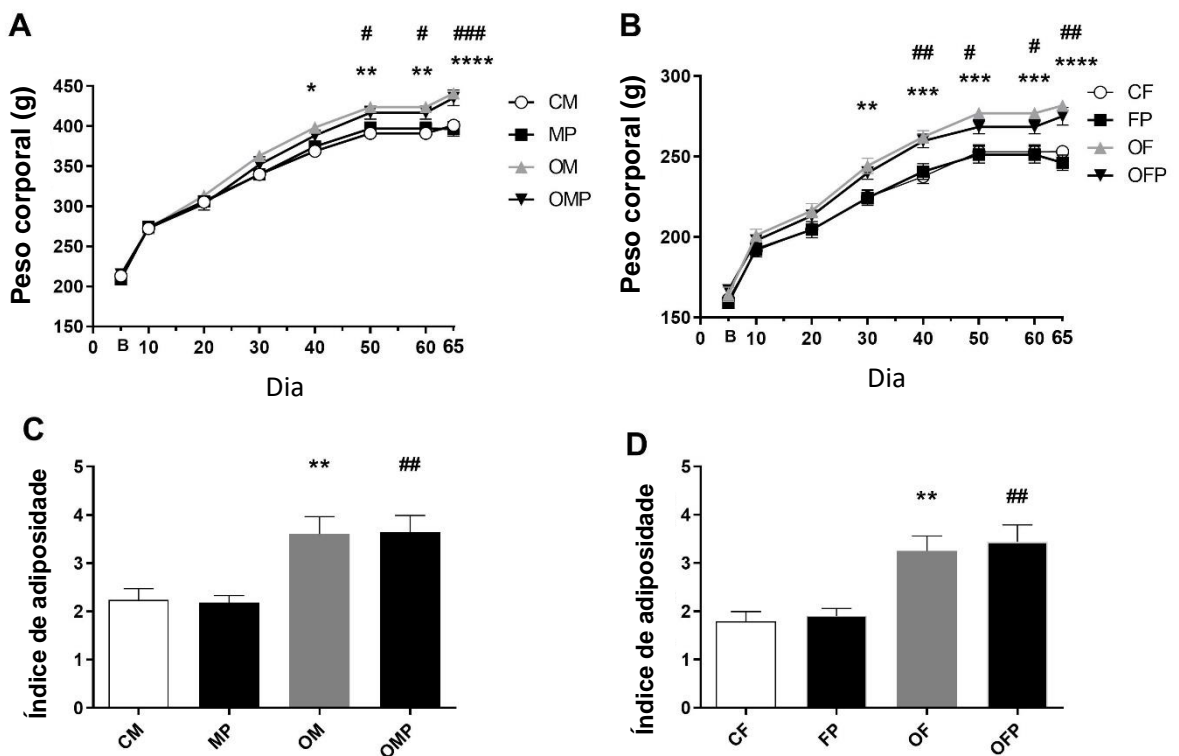 A
# # ###
* ** ** ****
Peso corporal (g)
450
400
350
300
250
200
150
0 B 10 20 30 40 50 60 65
Dia
CM
MP
OM
OMP
B
## # # ##
** *** *** *** ****
Peso corporal (g)
300
250
200
150
0 B 10 20 30 40 50 60 65
Dia
CF
FP
OF
OFP
C
** ##
Índice de adiposidade
5
4
3
2
1
0
CM MP OM OMP
D
** ##
Índice de adiposidade
5
4
3
2
1
0
CF FP OF OFP